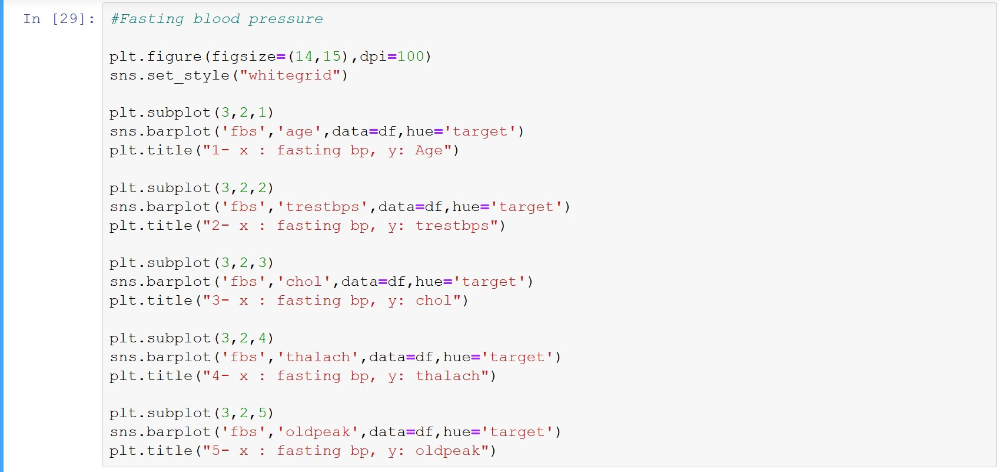 In [29]: #Fasting blood pressure
plt.figure(figsize=(14,15),dpi=100)
sns.set_style("whitegrid")
plt.subplot(3,2,1)
sns.barplot('fbs','age',data=df,hue='target')
plt.title("1- x : fasting bp, y: Age")
plt.subplot(3,2,2)
sns.barplot('fbs','trestbps',data=df,hue='target')
plt.title("2- x : fasting bp, y: trestbps")
plt.subplot(3,2,3)
sns.barplot('fbs','chol',data=df,hue='target')
plt.title("3- x : fasting bp, y: chol")
plt.subplot(3,2,4)
sns.barplot('fbs','thalach',data=df,hue='target')
plt.title("4- x : fasting bp, y: thalach")
plt.subplot(3,2,5)
sns.barplot('fbs','oldpeak',data=df,hue='target')
plt.title("5- x : fasting bp, y: oldpeak")